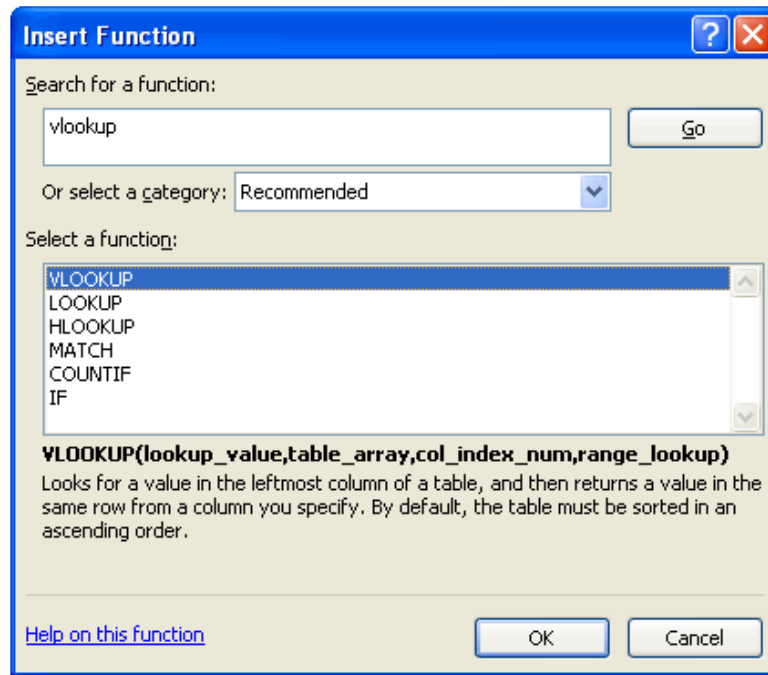 Insert Function
Search for a function:
vlookup
Go
Or select a category: Recommended
Select a function:
VLOOKUP
LOOKUP
HLOOKUP
MATCH
COUNTIF
IF
VLOOKUP(lookup_value,table_array,col_index_num,range_lookup)
Looks for a value in the leftmost column of a table, and then returns a value in the
same row from a column you specify. By default, the table must be sorted in an
ascending order.
Help on this function
OK
Cancel